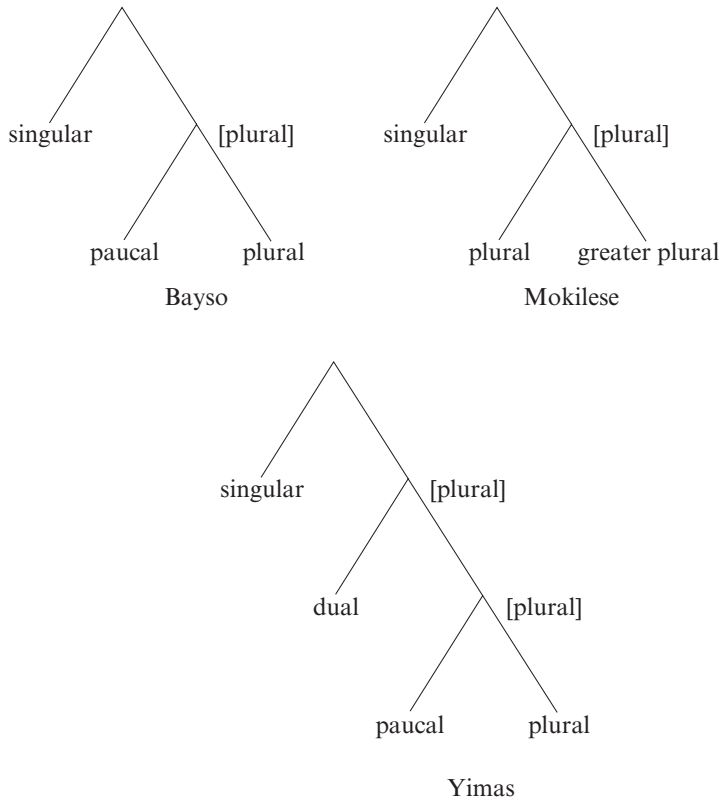 singular [plural] singular [plural]
paucal plural plural greater plural
Bayso Mokilese
singular [plural]
dual [plural]
paucal plural
Yimas